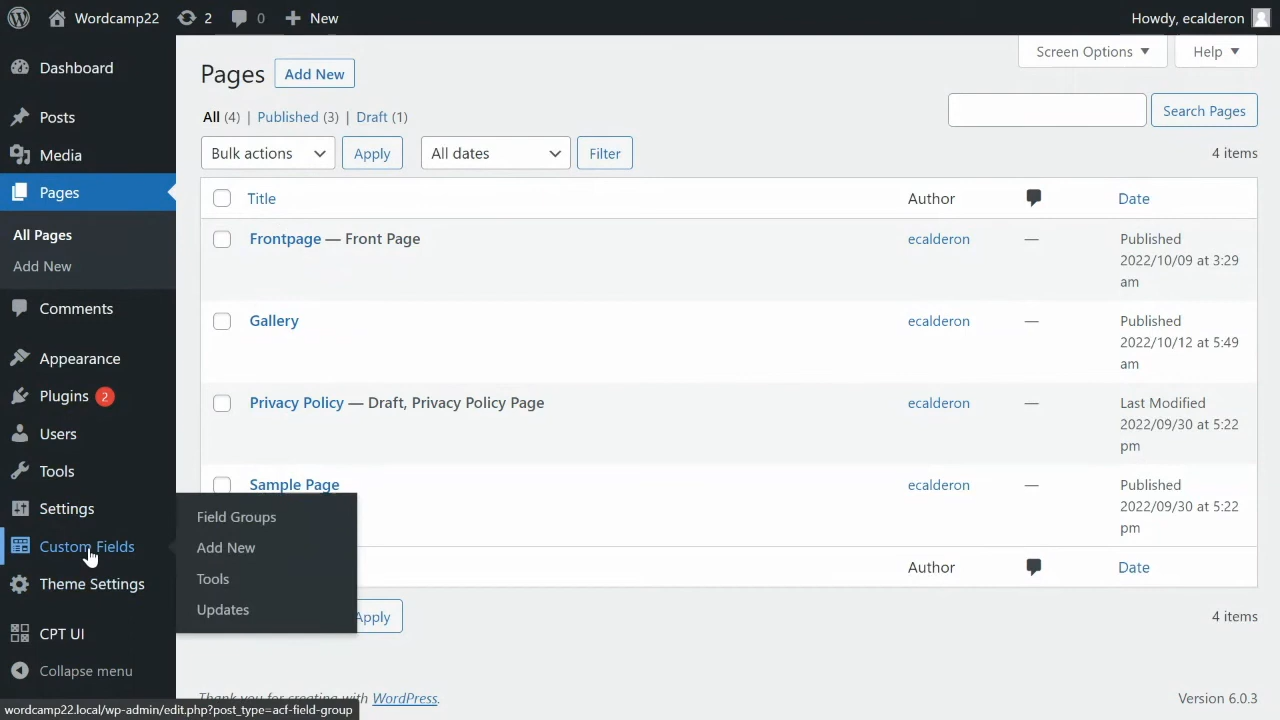 Wordcamp22 2 0 New Howdy, ecalderon
Dashboard
Posts
Media
Pages
All Pages
Add New
Comments
Appearance
Plugins 2
Users
Tools
Settings
Custom Fields
Theme Settings
CPT UI
Collapse menu
Field Groups
Add New
Tools
Updates
Screen Options Help
Pages Add New
All (4) | Published (3) | Draft (1)
Search Pages
Bulk actions Apply All dates Filter 4 items
Title Author Date
Frontpage — Front Page ecalderon — Published
2022/10/09 at 3:29
am
Gallery ecalderon — Published
2022/10/12 at 5:49
am
Privacy Policy — Draft, Privacy Policy Page ecalderon — Last Modified
2022/09/30 at 5:22
pm
Sample Page ecalderon — Published
2022/09/30 at 5:22
pm
Author Date
Apply 4 items
Thank you for creating with WordPress. Version 6.0.3
wordcamp22.local/wp-admin/edit.php?post_type=acf-field-group